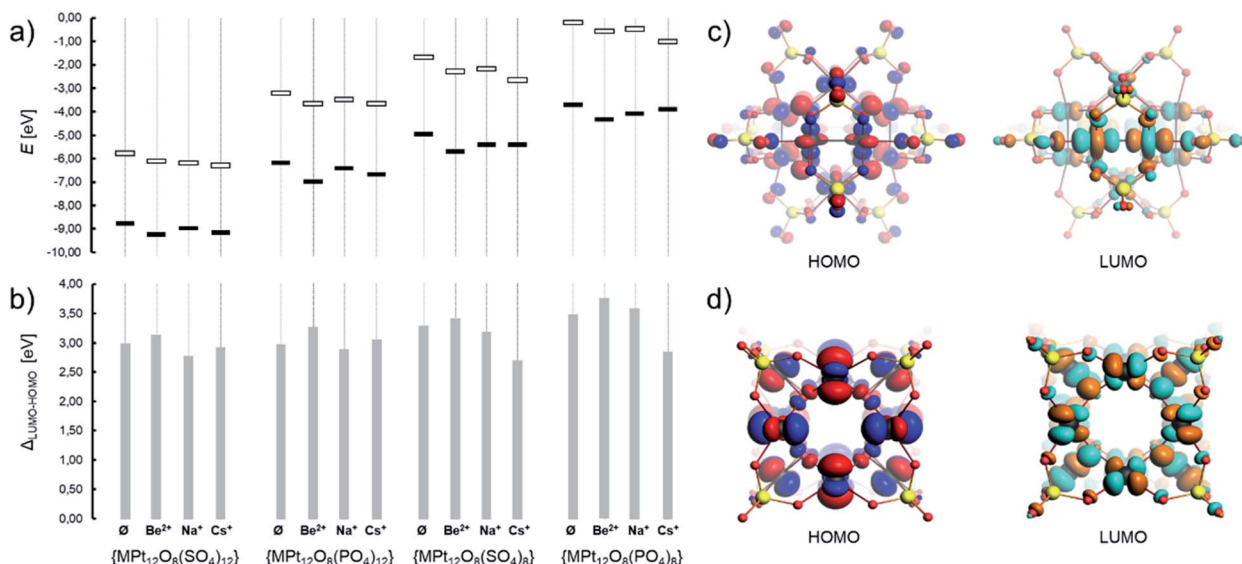 a)
E [eV]
0,00
-1,00
-2,00
-3,00
-4,00
-5,00
-6,00
-7,00
-8,00
-9,00
-10,00
b)
Δ_LUMO-HOMO [eV]
4,00
3,50
3,00
2,50
2,00
1,50
1,00
0,50
0,00
Ø Be²⁺ Na⁺ Cs⁺ Ø Be²⁺ Na⁺ Cs⁺ Ø Be²⁺ Na⁺ Cs⁺ Ø Be²⁺ Na⁺ Cs⁺
{MPt₁₂O₈(SO₄)₁₂} {MPt₁₂O₈(PO₄)₁₂} {MPt₁₂O₈(SO₄)₈} {MPt₁₂O₈(PO₄)₈}
c)
HOMO LUMO
d)
HOMO LUMO